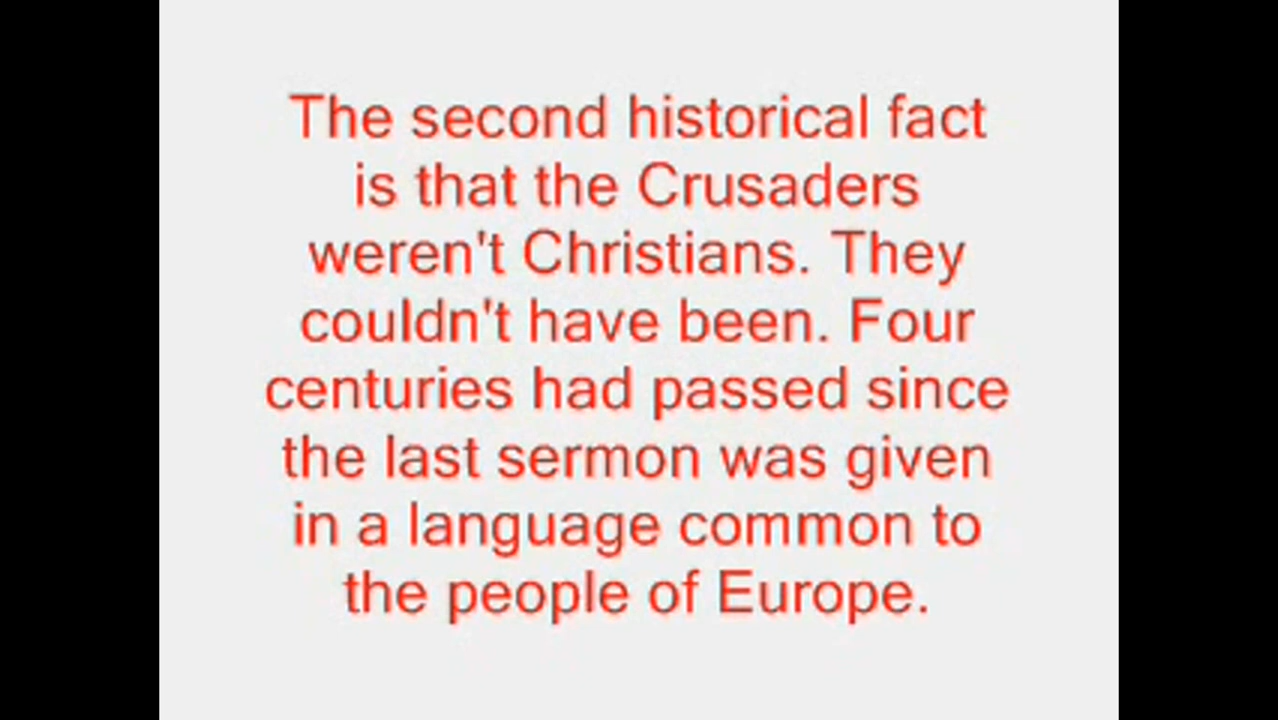 The second historical fact
is that the Crusaders
weren't Christians. They
couldn't have been. Four
centuries had passed since
the last sermon was given
in a language common to
the people of Europe.